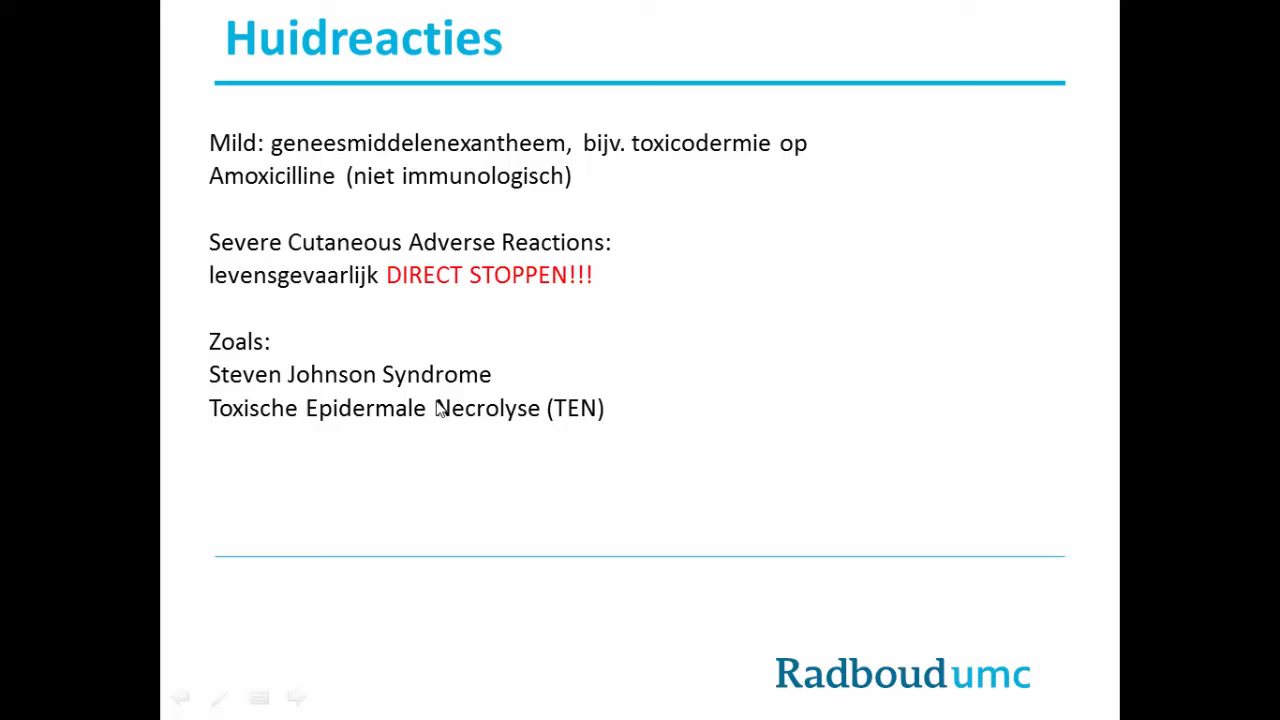 Huidreacties
Mild: geneesmiddelenexantheem, bijv. toxicodermie op
Amoxicilline (niet immunologisch)
Severe Cutaneous Adverse Reactions:
levensgevaarlijk DIRECT STOPPEN!!!
Zoals:
Steven Johnson Syndrome
Toxische Epidermale Necrolyse (TEN)
Radboudumc